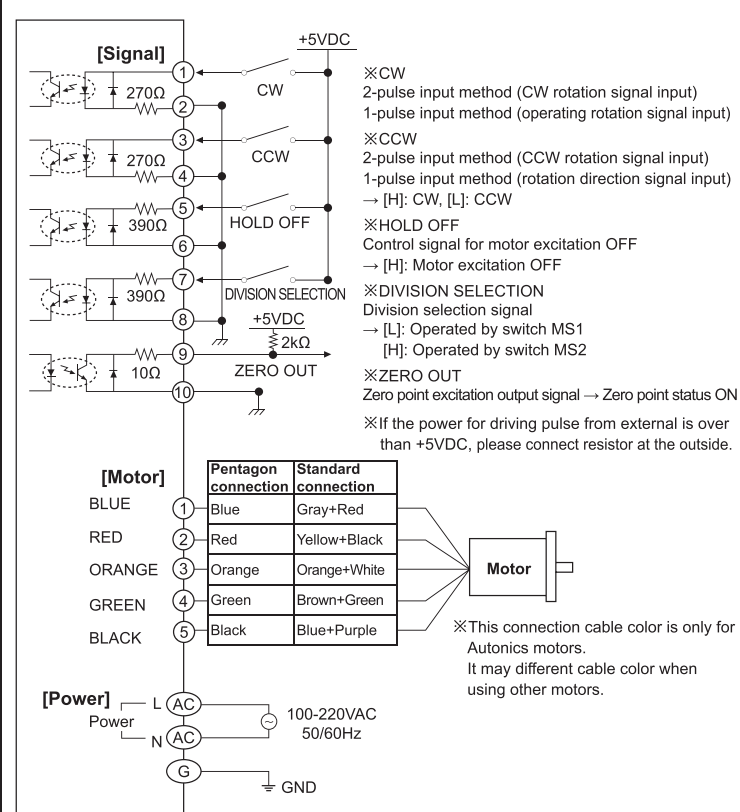 +5VDC
[Signal]
1
CW
270Ω
2
3
CCW
270Ω
4
5
HOLD OFF
390Ω
6
7
DIVISION SELECTION
390Ω
8
+5VDC
2kΩ
9
ZERO OUT
10Ω
10
※CW
2-pulse input method (CW rotation signal input)
1-pulse input method (operating rotation signal input)
※CCW
2-pulse input method (CCW rotation signal input)
1-pulse input method (rotation direction signal input)
→ [H]: CW, [L]: CCW
※HOLD OFF
Control signal for motor excitation OFF
→ [H]: Motor excitation OFF
※DIVISION SELECTION
Division selection signal
→ [L]: Operated by switch MS1
[H]: Operated by switch MS2
※ZERO OUT
Zero point excitation output signal → Zero point status ON
※If the power for driving pulse from external is over
than +5VDC, please connect resistor at the outside.
[Motor]
Pentagon connection Standard connection
BLUE 1 Blue Gray+Red
RED 2 Red Yellow+Black
ORANGE 3 Orange Orange+White
GREEN 4 Green Brown+Green
BLACK 5 Black Blue+Purple
Motor
※This connection cable color is only for
Autonics motors.
It may different cable color when
using other motors.
[Power]
Power
L AC
N AC
100-220VAC
50/60Hz
G
GND